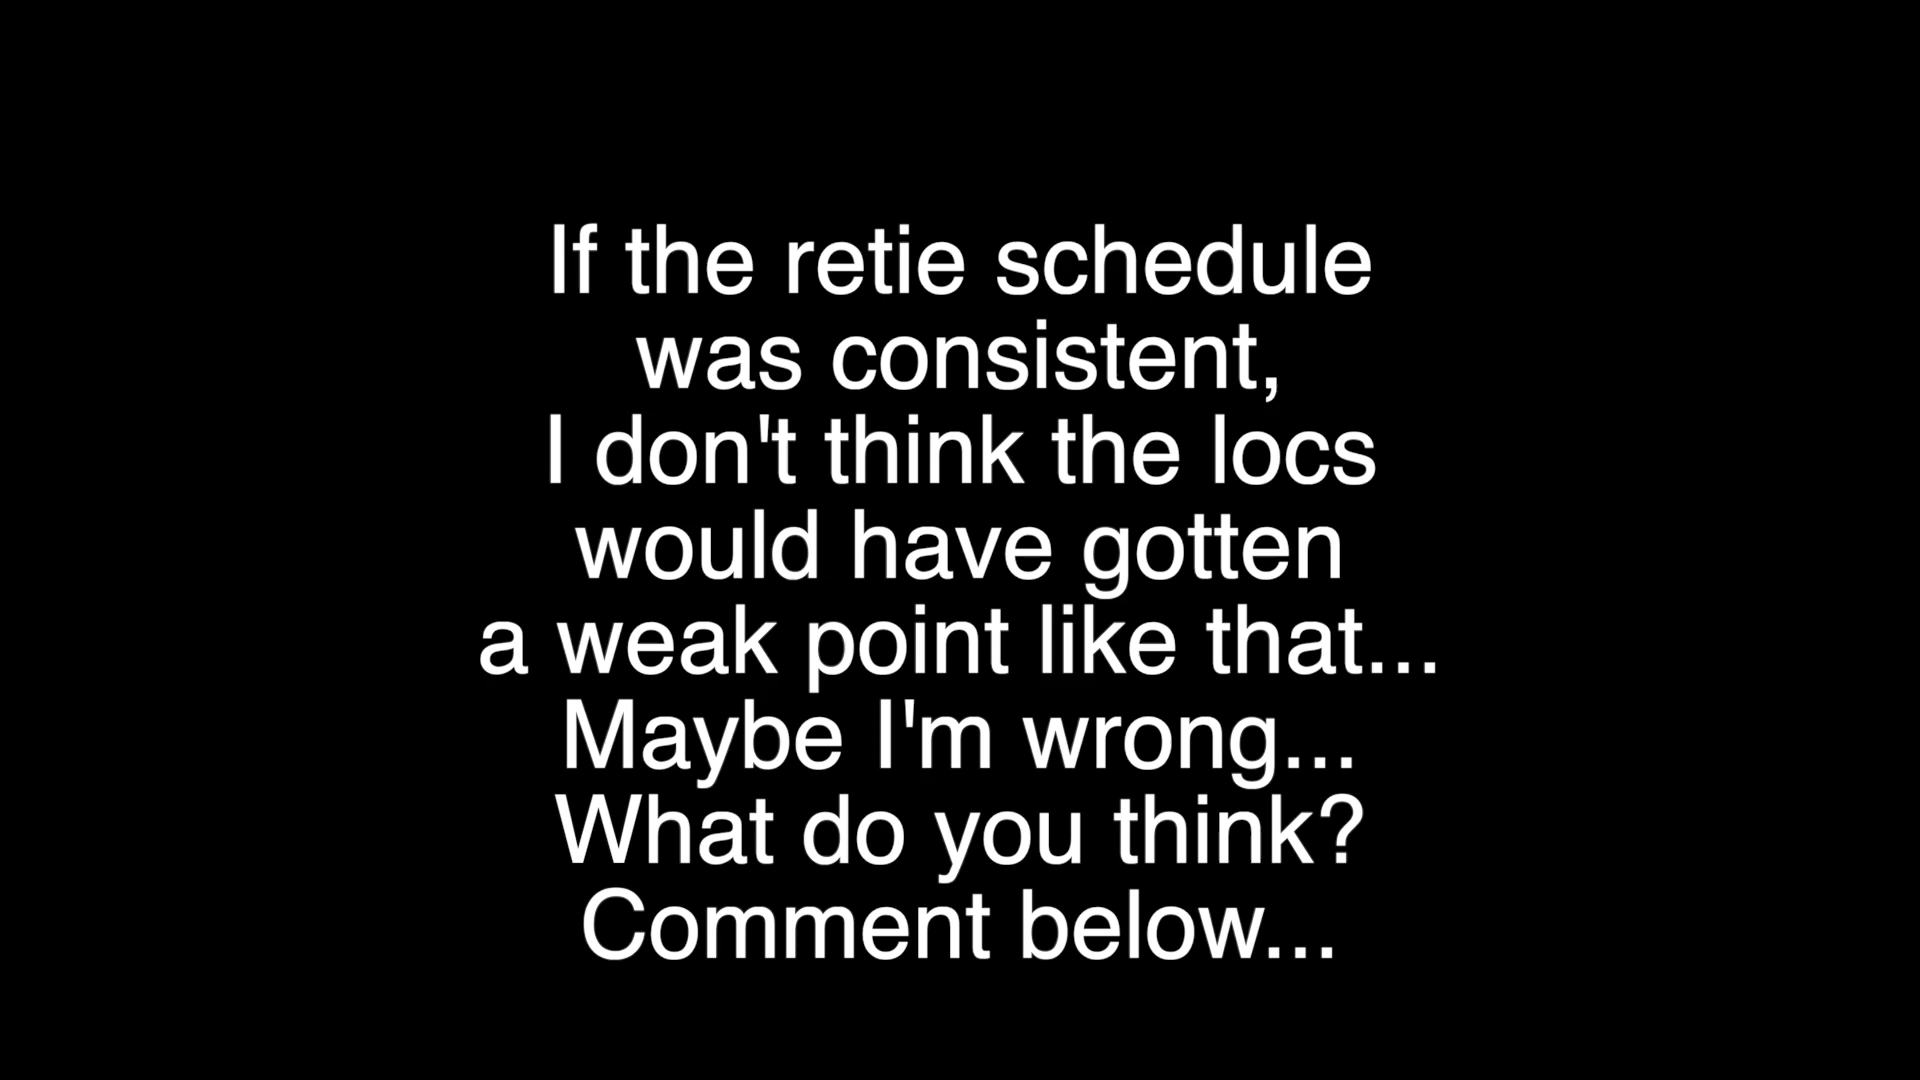 If the retie schedule
was consistent,
I don't think the locs
would have gotten
a weak point like that...
Maybe I'm wrong...
What do you think?
Comment below...